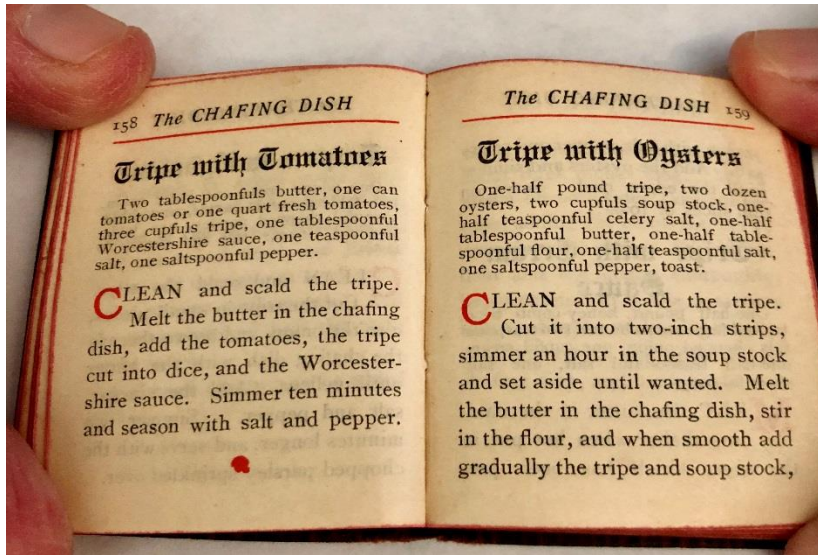 158 The CHAFING DISH
Tripe with Tomatoes
Two tablespoonfuls butter, one can
tomatoes or one quart fresh tomatoes,
three cupfuls tripe, one tablespoonful
Worcestershire sauce, one teaspoonful
salt, one saltspoonful pepper.
CLEAN and scald the tripe.
Melt the butter in the chafing
dish, add the tomatoes, the tripe
cut into dice, and the Worcester-
shire sauce. Simmer ten minutes
and season with salt and pepper.
The CHAFING DISH 159
Tripe with Oysters
One-half pound tripe, two dozen
oysters, two cupfuls soup stock, one-
half teaspoonful celery salt, one-half
tablespoonful butter, one-half table-
spoonful flour, one-half teaspoonful salt,
one saltspoonful pepper, toast.
CLEAN and scald the tripe.
Cut it into two-inch strips,
simmer an hour in the soup stock
and set aside until wanted. Melt
the butter in the chafing dish, stir
in the flour, aud when smooth add
gradually the tripe and soup stock,